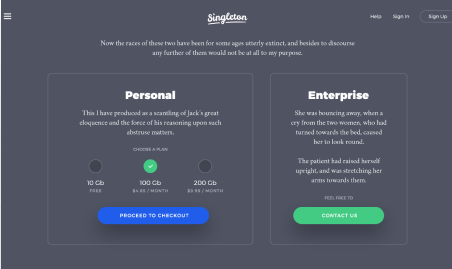 Singleton
Help
Sign In
Sign Up
Now the races of these two have been for some ages utterly extinct, and besides to discourse
any further of them would not be at all to my purpose.
Personal
This I have produced as a scantling of Jack's great
eloquence and the force of his reasoning upon such
abstruse matters.
CHOOSE A PLAN
10 Gb
FREE
100 Gb
$4.99 / MONTH
200 Gb
$9.99 / MONTH
PROCEED TO CHECKOUT
Enterprise
She was bouncing away, when a
cry from the two women, who had
turned towards the bed, caused
her to look round.
The patient had raised herself
upright, and was stretching her
arms towards them.
FEEL FREE TO
CONTACT US